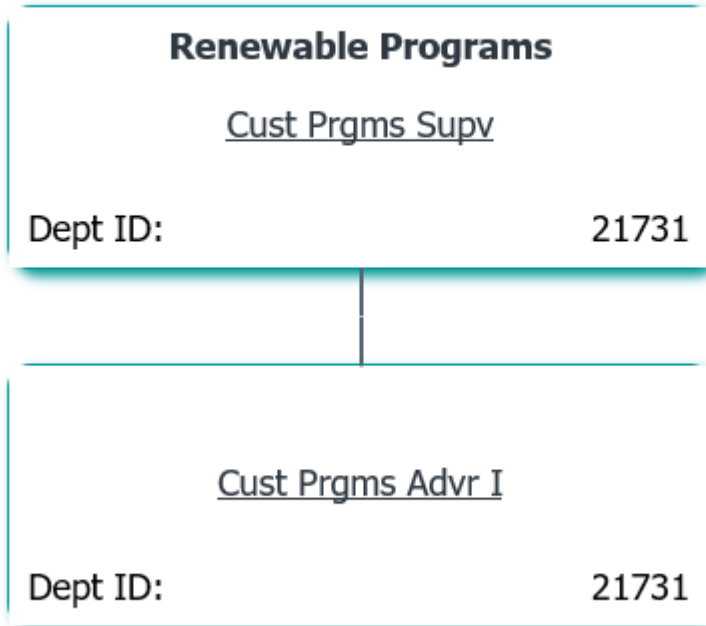 Renewable Programs
Cust Prgms Supv
Dept ID: 21731
Cust Prgms Advr I
Dept ID: 21731